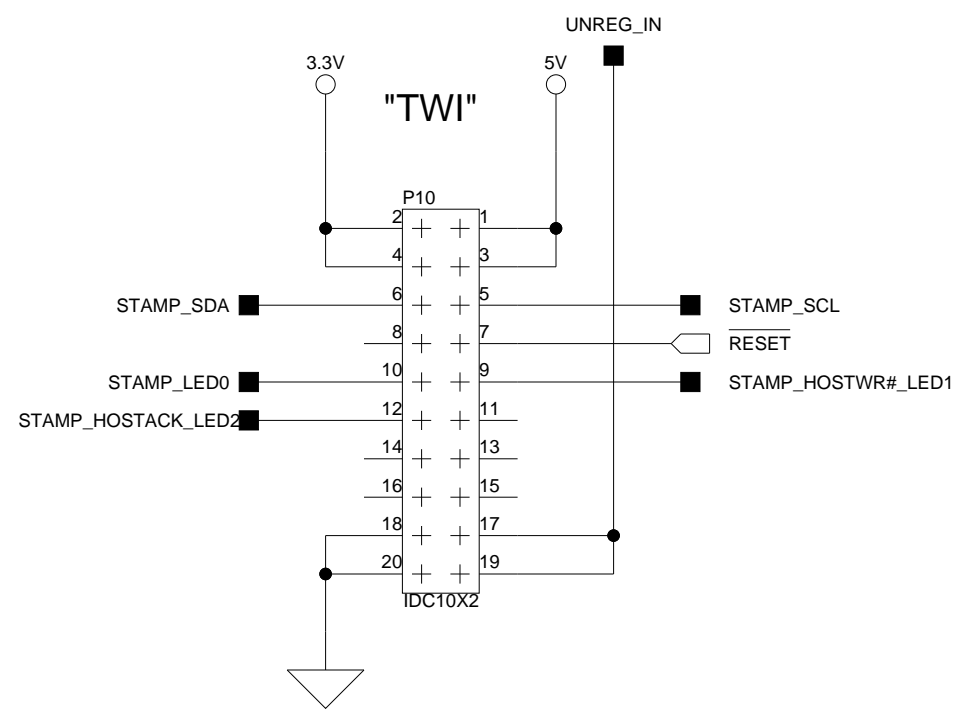 UNREG_IN
3.3V
5V
"TWI"
P10
2 1
4 3
STAMP_SDA 6 5 STAMP_SCL
8 7 RESET
STAMP_LED0 10 9 STAMP_HOSTWR#_LED1
STAMP_HOSTACK_LED2 12 11
14 13
16 15
18 17
20 19
IDC10X2